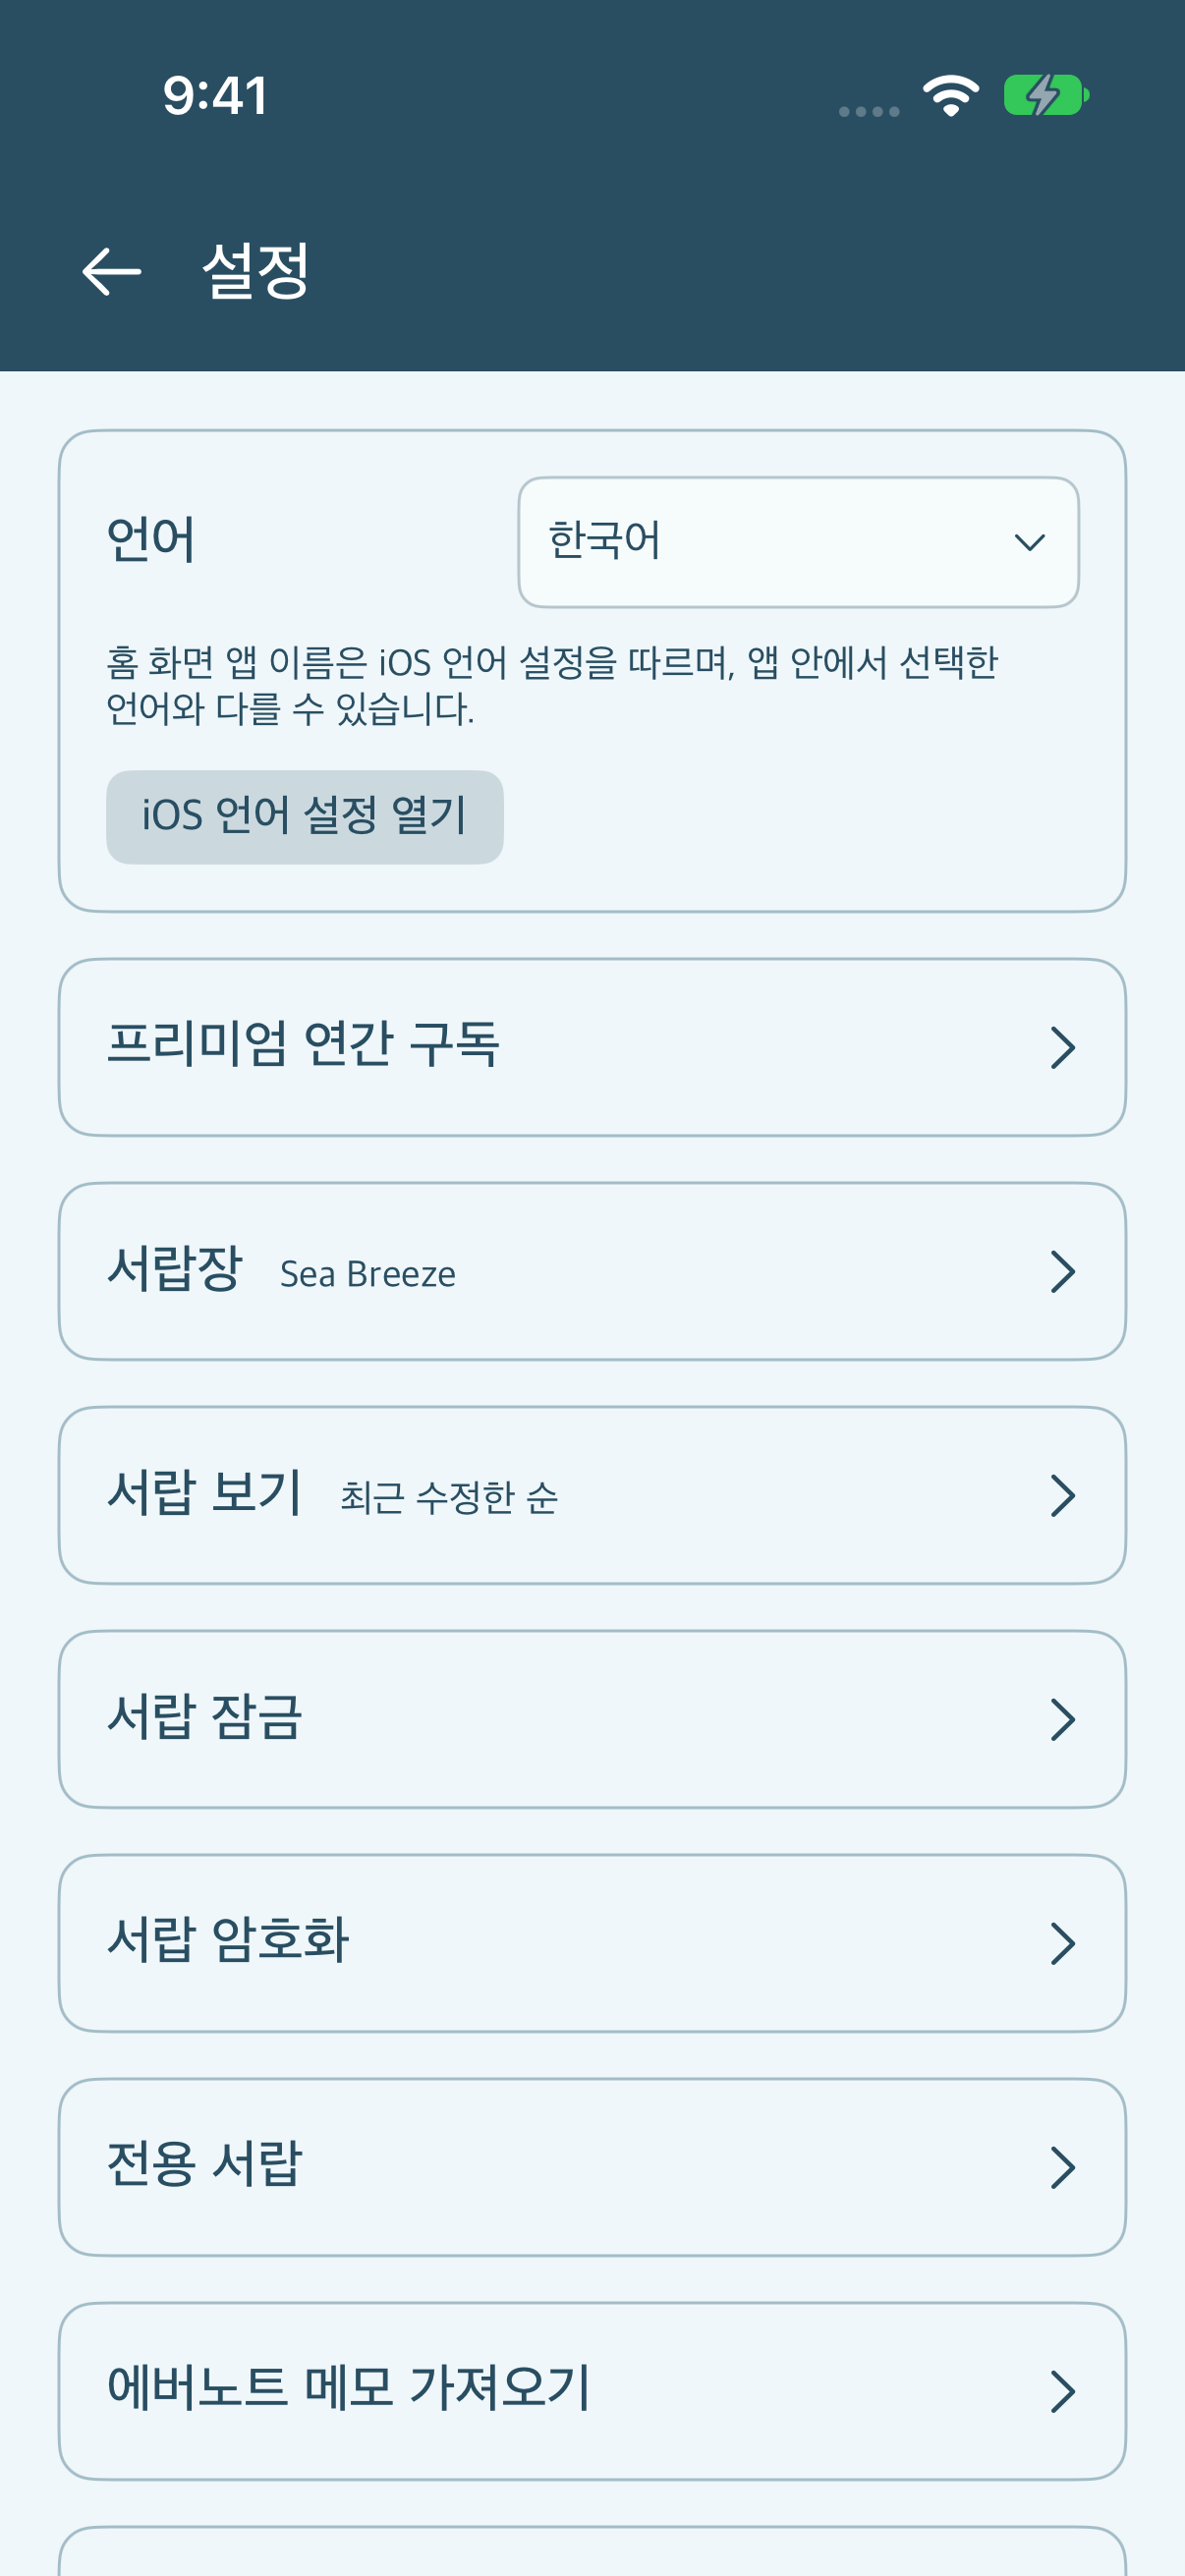 9:41
설정
언어
한국어
홈 화면 앱 이름은 iOS 언어 설정을 따르며, 앱 안에서 선택한
언어와 다를 수 있습니다.
iOS 언어 설정 열기
프리미엄 연간 구독
서랍장 Sea Breeze
서랍 보기 최근 수정한 순
서랍 잠금
서랍 암호화
전용 서랍
에버노트 메모 가져오기